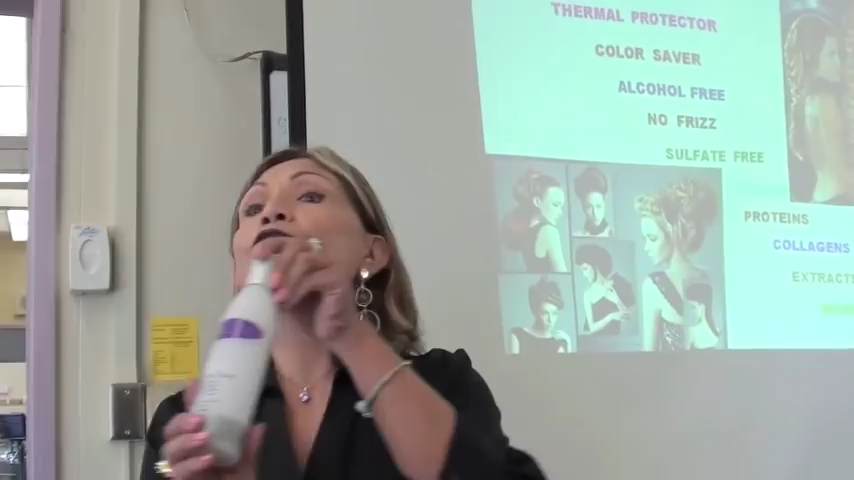 THERMAL PROTECTOR
COLOR SAVER
ALCOHOL FREE
NO FRIZZ
SULFATE FREE
PROTEINS
COLLAGENS
EXTRACTS